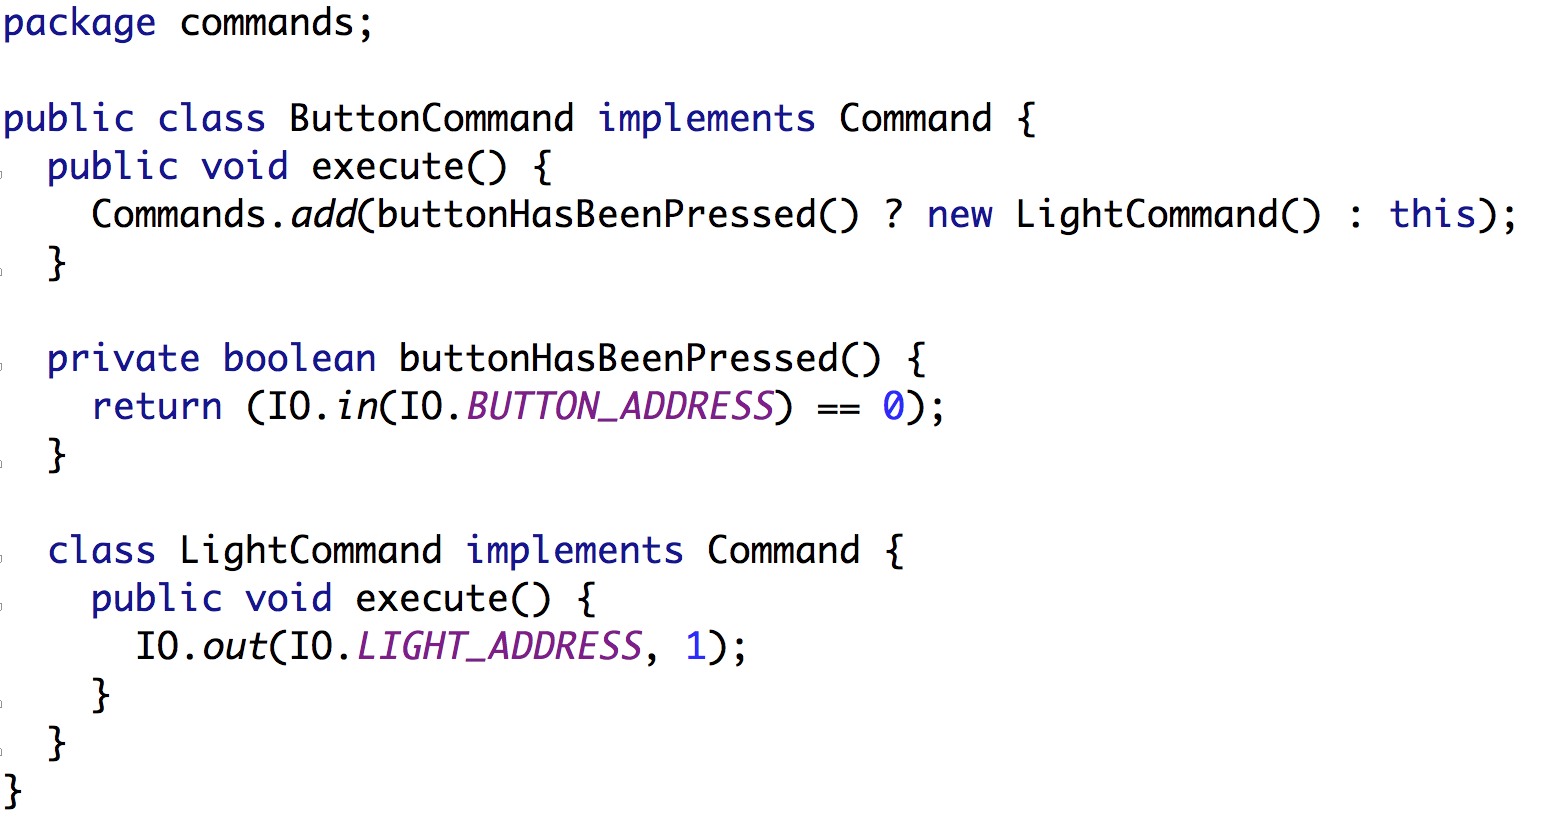 package commands;

public class ButtonCommand implements Command {
  public void execute() {
    Commands.add(buttonHasBeenPressed() ? new LightCommand() : this);
  }

  private boolean buttonHasBeenPressed() {
    return (IO.in(IO.BUTTON_ADDRESS) == 0);
  }

  class LightCommand implements Command {
    public void execute() {
      IO.out(IO.LIGHT_ADDRESS, 1);
    }
  }
}